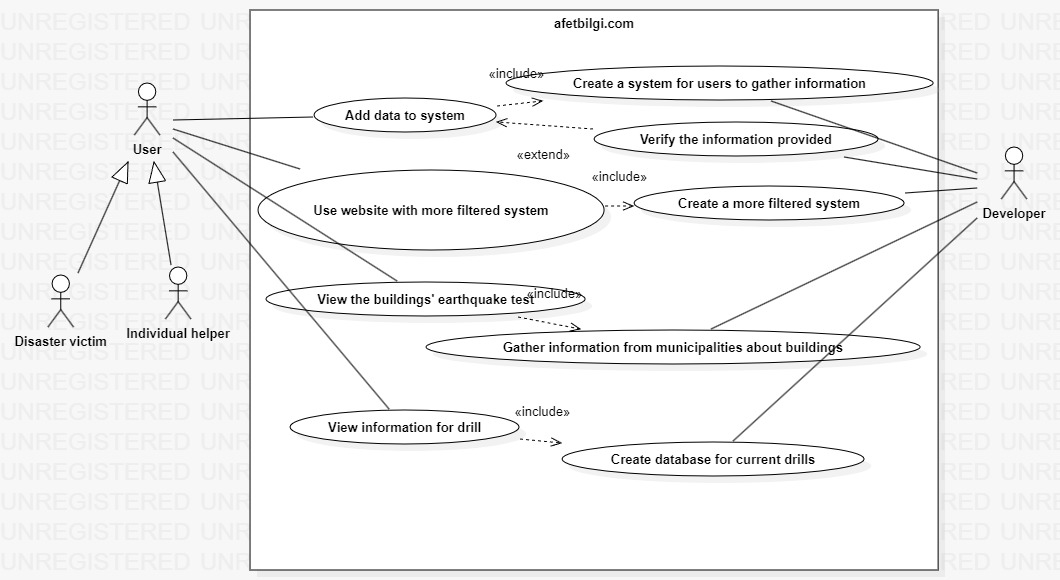 afetbilgi.com
«include»
Create a system for users to gather information
Add data to system
Verify the information provided
User
«extend»
«include»
Use website with more filtered system
Create a more filtered system
Developer
View the buildings' earthquake test
«include»
Disaster victim
Individual helper
Gather information from municipalities about buildings
«include»
View information for drill
Create database for current drills
UNREGISTERED